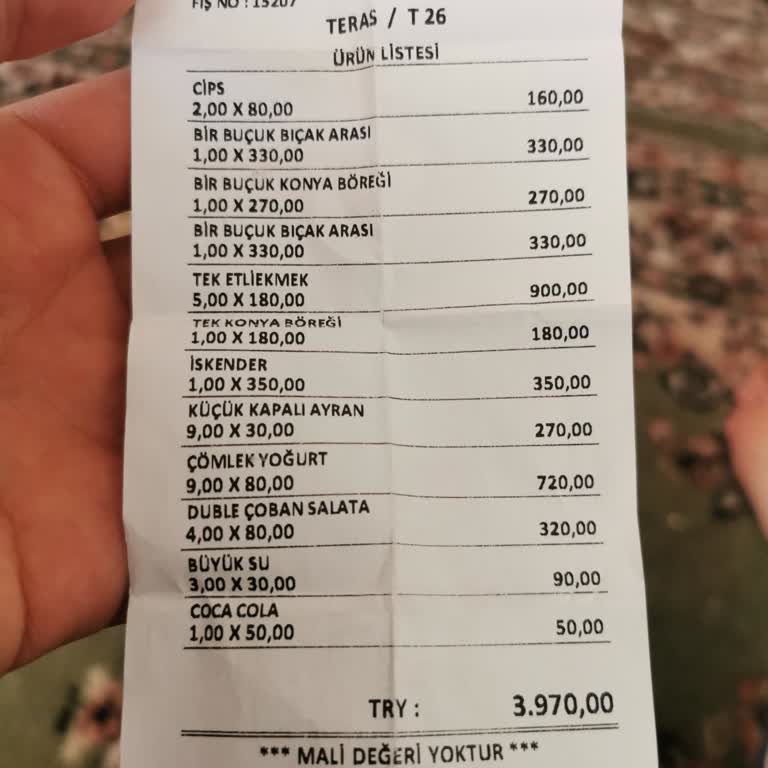 FİŞ NO : 15207
TERAS / T 26
ÜRÜN LİSTESİ
CİPS
2,00 X 80,00 160,00
BİR BUÇUK BIÇAK ARASI
1,00 X 330,00 330,00
BİR BUÇUK KONYA BÖREĞİ
1,00 X 270,00 270,00
BİR BUÇUK BIÇAK ARASI
1,00 X 330,00 330,00
TEK ETLİEKMEK
5,00 X 180,00 900,00
TEK KONYA BÖREĞİ
1,00 X 180,00 180,00
İSKENDER
1,00 X 350,00 350,00
KÜÇÜK KAPALI AYRAN
9,00 X 30,00 270,00
ÇÖMLEK YOĞURT
9,00 X 80,00 720,00
DUBLE ÇOBAN SALATA
4,00 X 80,00 320,00
BÜYÜK SU
3,00 X 30,00 90,00
COCA COLA
1,00 X 50,00 50,00
TRY : 3.970,00
*** MALİ DEĞERİ YOKTUR ***